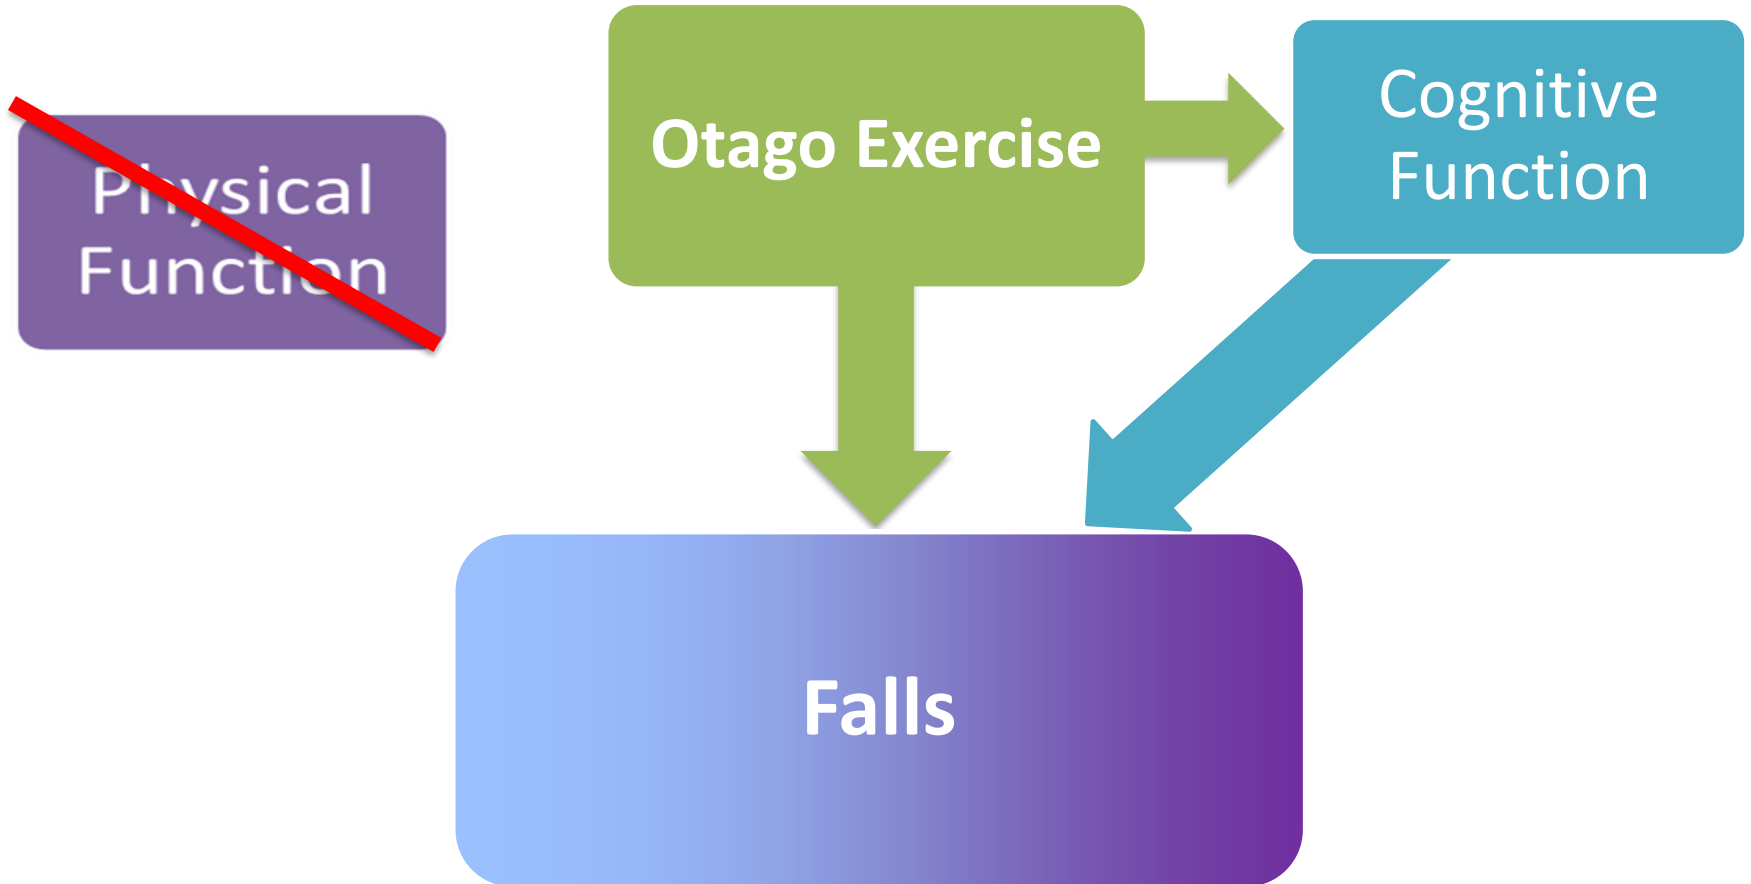 Physical
Function
Otago Exercise
Cognitive
Function
Falls